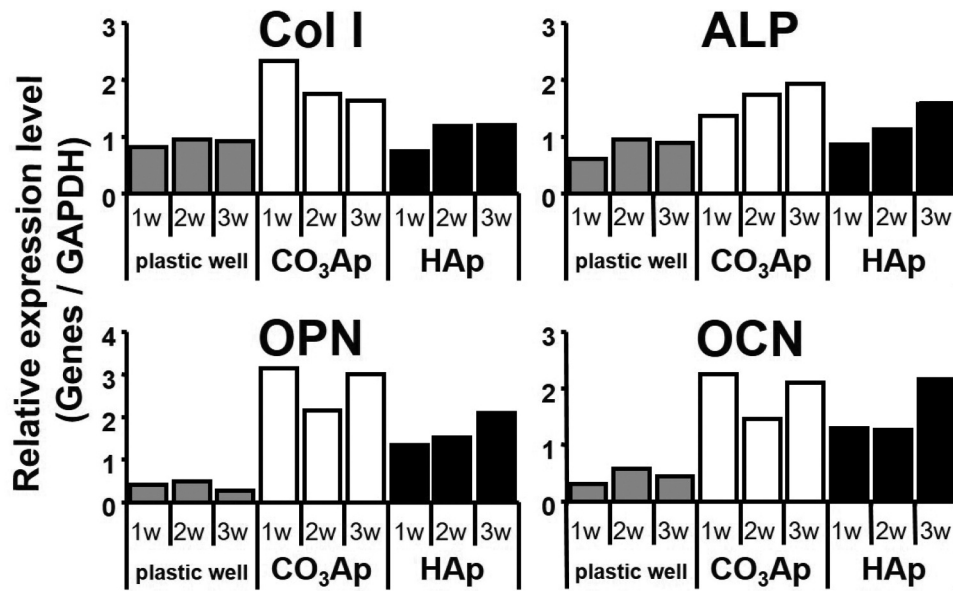 Relative expression level
(Genes / GAPDH)
Col I
3
2
1
0
1w 2w 3w 1w 2w 3w 1w 2w 3w
plastic well CO₃Ap HAp
ALP
3
2
1
0
1w 2w 3w 1w 2w 3w 1w 2w 3w
plastic well CO₃Ap HAp
OPN
4
3
2
1
0
1w 2w 3w 1w 2w 3w 1w 2w 3w
plastic well CO₃Ap HAp
OCN
3
2
1
0
1w 2w 3w 1w 2w 3w 1w 2w 3w
plastic well CO₃Ap HAp